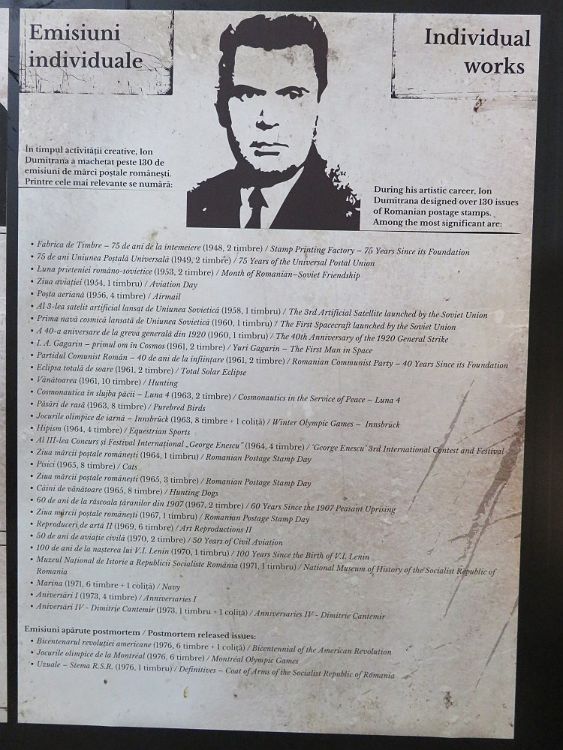 Emisiuni
individuale
Individual
works
În timpul activității creative, Ion
Dumitrana a machetat peste 130 de
emisiuni de mărci poștale românești.
Printre cele mai relevante se numără:
During his artistic career, Ion
Dumitrana designed over 130 issues
of Romanian postage stamps.
Among the most significant are:
• Fabrica de Timbre – 75 de ani de la întemeiere (1948, 2 timbre) / Stamp Printing Factory – 75 Years Since its Foundation
• 75 de ani Uniunea Poștală Universală (1949, 2 timbre) / 75 Years of the Universal Postal Union
• Luna prieteniei româno-sovietice (1953, 2 timbre) / Month of Romanian–Soviet Friendship
• Ziua aviației (1954, 1 timbru) / Aviation Day
• Poșta aeriană (1956, 4 timbre) / Airmail
• Al 3-lea satelit artificial lansat de Uniunea Sovietică (1958, 1 timbru) / The 3rd Artificial Satellite launched by the Soviet Union
• Prima navă cosmică lansată de Uniunea Sovietică (1960, 1 timbru) / The First Spacecraft launched by the Soviet Union
• A 40-a aniversare de la greva generală din 1920 (1960, 1 timbru) / The 40th Anniversary of the 1920 General Strike
• I. A. Gagarin – primul om în Cosmos (1961, 2 timbre) / Yuri Gagarin – The First Man in Space
• Partidul Comunist Român – 40 de ani de la înființare (1961, 2 timbre) / Romanian Communist Party – 40 Years Since its Foundation
• Eclipsa totală de soare (1961, 2 timbre) / Total Solar Eclipse
• Vânătoarea (1961, 10 timbre) / Hunting
• Cosmonautica în slujba păcii – Luna 4 (1963, 2 timbre) / Cosmonautics in the Service of Peace – Luna 4
• Păsări de rasă (1963, 8 timbre) / Purebred Birds
• Jocurile olimpice de iarnă – Innsbrück (1963, 8 timbre + 1 coliță) / Winter Olympic Games – Innsbrück
• Hipism (1964, 4 timbre) / Equestrian Sports
• Al III-lea Concurs și Festival Internațional „George Enescu” (1964, 4 timbre) / 'George Enescu' 3rd International Contest and Festival
• Ziua mărcii poștale românești (1964, 1 timbru) / Romanian Postage Stamp Day
• Pisici (1965, 8 timbre) / Cats
• Ziua mărcii poștale românești (1965, 3 timbre) / Romanian Postage Stamp Day
• Câini de vânătoare (1965, 8 timbre) / Hunting Dogs
• 60 de ani de la răscoala țăranilor din 1907 (1967, 2 timbre) / 60 Years Since the 1907 Peasant Uprising
• Ziua mărcii poștale românești (1967, 1 timbru) / Romanian Postage Stamp Day
• Reproduceri de artă II (1969, 6 timbre) / Art Reproductions II
• 50 de ani de aviație civilă (1970, 2 timbre) / 50 Years of Civil Aviation
• 100 de ani de la nașterea lui V.I. Lenin (1970, 1 timbru) / 100 Years Since the Birth of V.I. Lenin
• Muzeul Național de Istorie a Republicii Socialiste România (1971, 1 timbru) / National Museum of History of the Socialist Republic of
Romania
• Marina (1971, 6 timbre + 1 coliță) / Navy
• Aniversări I (1973, 4 timbre) / Anniversaries I
• Aniversări IV - Dimitrie Cantemir (1973, 1 timbru + 1 coliță) / Anniversaries IV - Dimitrie Cantemir
Emisiuni apărute postmortem / Postmortem released issues:
• Bicentenarul revoluției americane (1976, 6 timbre + 1 coliță) / Bicentennial of the American Revolution
• Jocurile olimpice de la Montréal (1976, 6 timbre) / Montréal Olympic Games
• Uzuale – Stema R.S.R. (1976, 1 timbru) / Definitives – Coat of Arms of the Socialist Republic of Romania